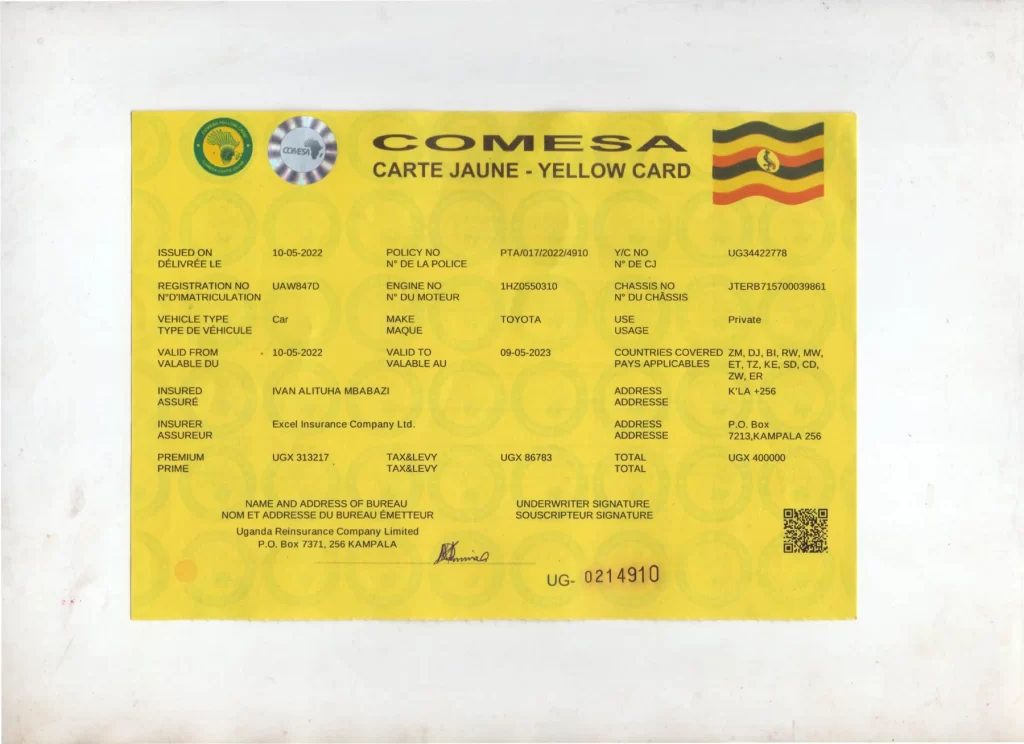 COMESA
COMESA
CARTE JAUNE - YELLOW CARD
ISSUED ON 10-05-2022 POLICY NO PTA/017/2022/4910 Y/C NO UG34422778
DÉLIVRÉE LE N° DE LA POLICE N° DE CJ
REGISTRATION NO UAW847D ENGINE NO 1HZ0550310 CHASSIS NO JTERB715700039861
N°D'IMATRICULATION N° DU MOTEUR N° DU CHÂSSIS
VEHICLE TYPE Car MAKE TOYOTA USE Private
TYPE DE VÉHICULE MAQUE USAGE
VALID FROM 10-05-2022 VALID TO 09-05-2023 COUNTRIES COVERED ZM, DJ, BI, RW, MW,
VALABLE DU VALABLE AU PAYS APPLICABLES ET, TZ, KE, SD, CD,
ZW, ER
INSURED IVAN ALITUHA MBABAZI ADDRESS K'LA +256
ASSURÉ ADDRESSE
INSURER Excel Insurance Company Ltd. ADDRESS P.O. Box
ASSUREUR ADDRESSE 7213,KAMPALA 256
PREMIUM UGX 313217 TAX&LEVY UGX 86783 TOTAL UGX 400000
PRIME TAX&LEVY TOTAL
NAME AND ADDRESS OF BUREAU UNDERWRITER SIGNATURE
NOM ET ADDRESSE DU BUREAU ÉMETTEUR SOUSCRIPTEUR SIGNATURE
Uganda Reinsurance Company Limited
P.O. Box 7371, 256 KAMPALA
UG- 0214910